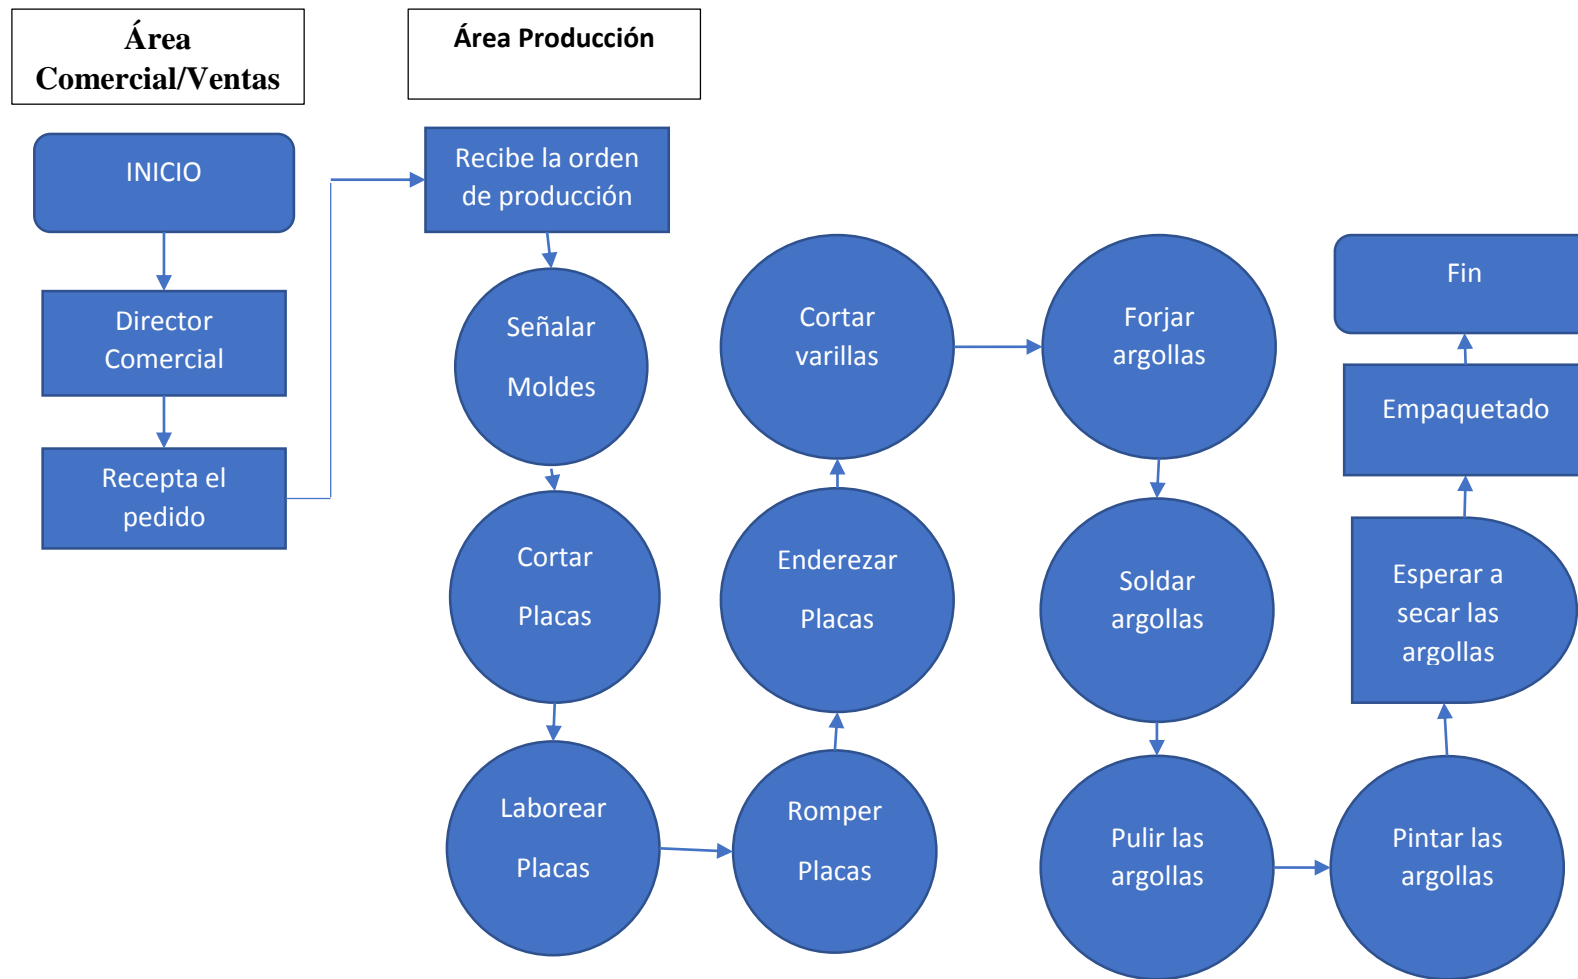 Área
Comercial/Ventas
Área Producción
INICIO
Director
Comercial
Recepta el
pedido
Recibe la orden
de producción
Señalar
Moldes
Cortar
Placas
Laborear
Placas
Romper
Placas
Enderezar
Placas
Cortar
varillas
Forjar
argollas
Soldar
argollas
Pulir las
argollas
Pintar las
argollas
Esperar a
secar las
argollas
Empaquetado
Fin